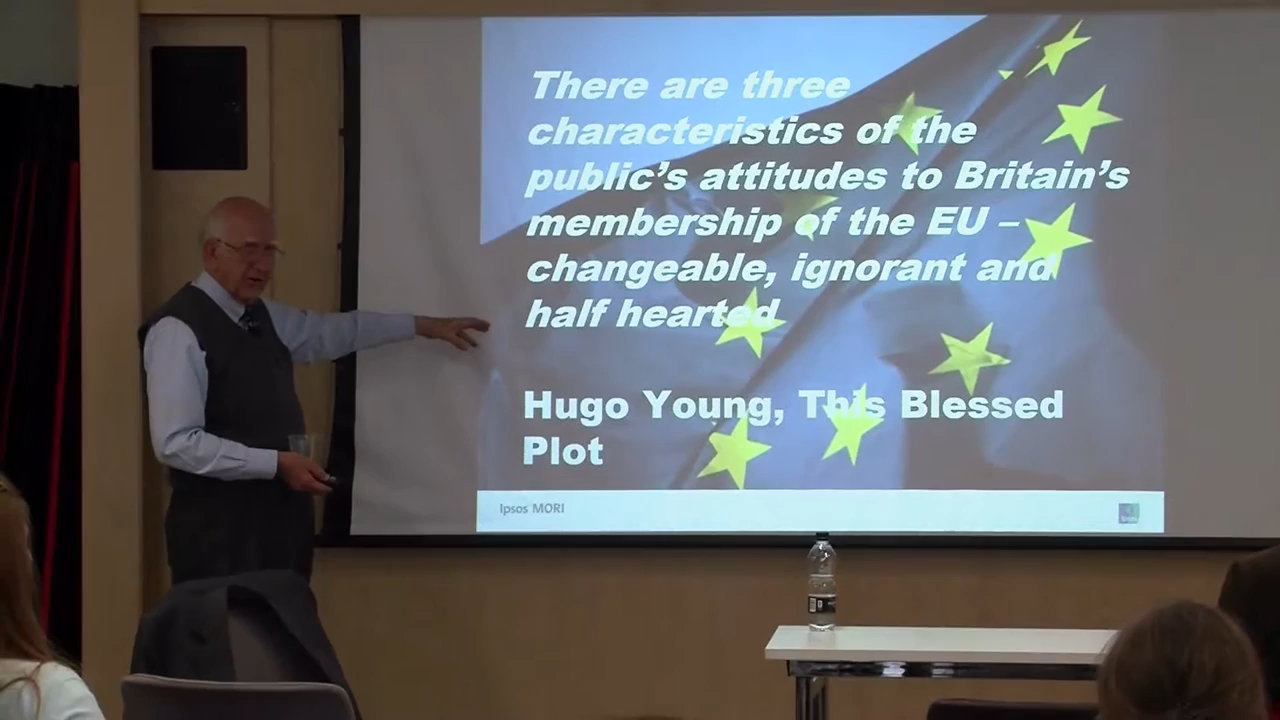 There are three
characteristics of the
public's attitudes to Britain's
membership of the EU –
changeable, ignorant and
half hearted
Hugo Young, This Blessed
Plot
Ipsos MORI